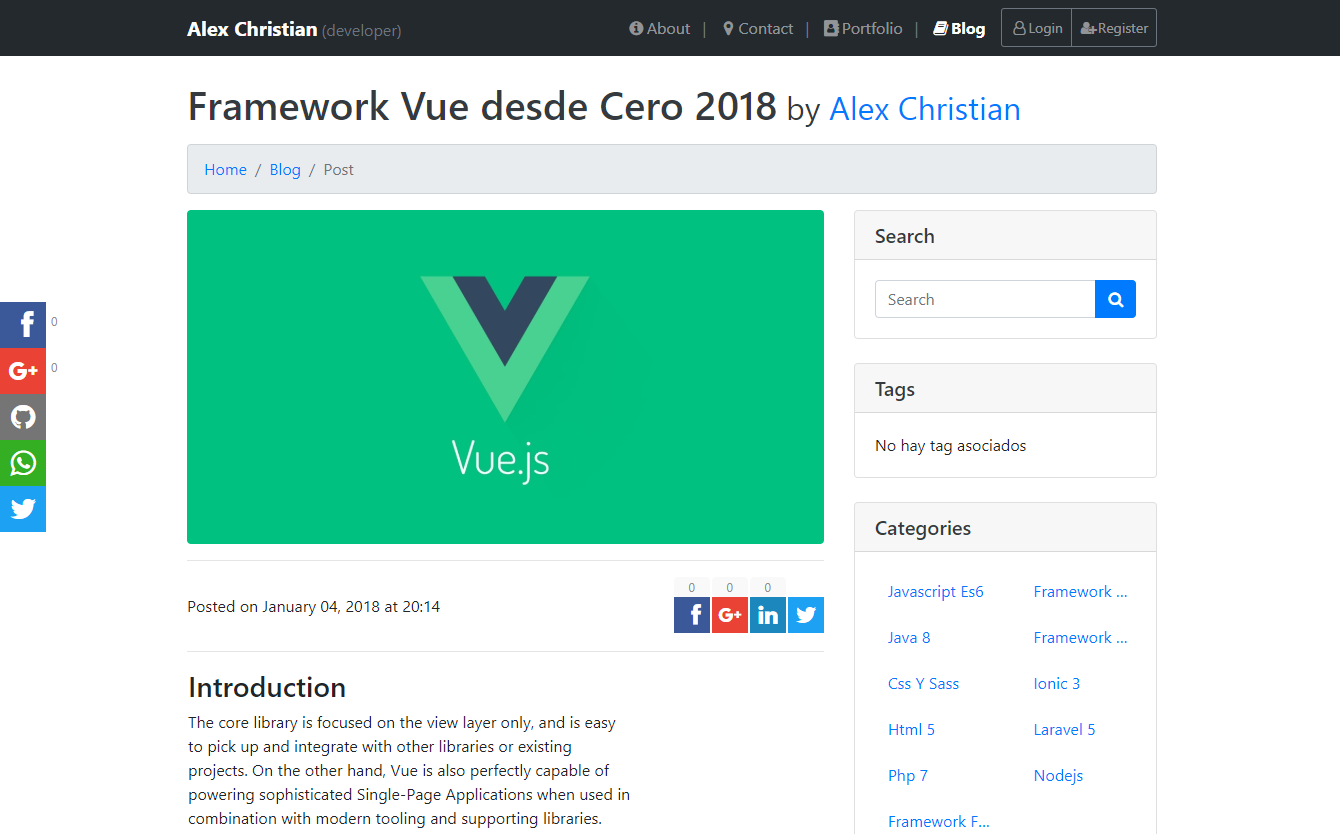 Alex Christian (developer)
About | Contact | Portfolio | Blog Login Register
Framework Vue desde Cero 2018 by Alex Christian
Home / Blog / Post
Vue.js
0
0
Posted on January 04, 2018 at 20:14
0 0 0
Introduction
The core library is focused on the view layer only, and is easy
to pick up and integrate with other libraries or existing
projects. On the other hand, Vue is also perfectly capable of
powering sophisticated Single-Page Applications when used in
combination with modern tooling and supporting libraries.
Search
Search
Tags
No hay tag asociados
Categories
Javascript Es6 Framework ...
Java 8 Framework ...
Css Y Sass Ionic 3
Html 5 Laravel 5
Php 7 Nodejs
Framework F...